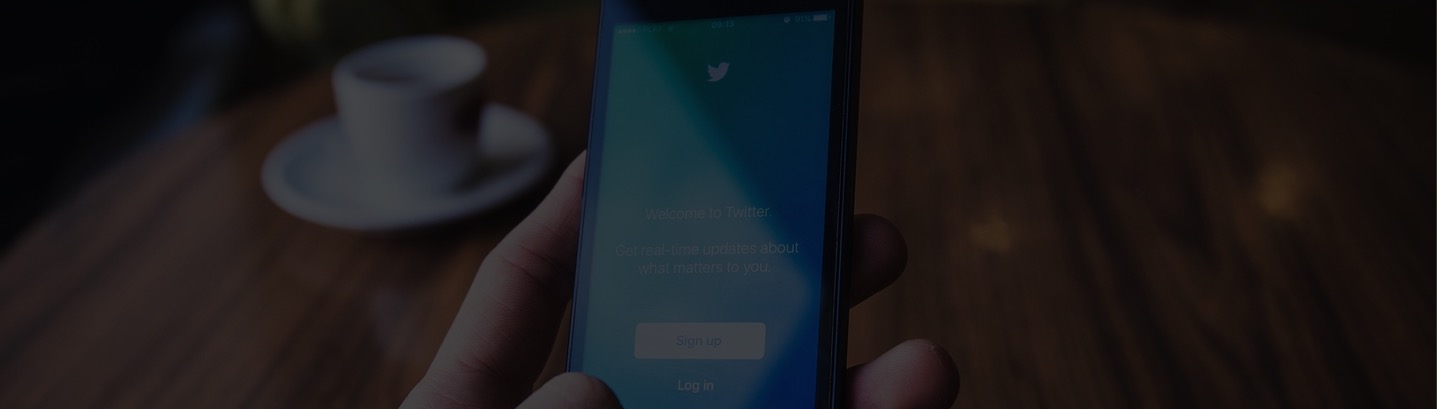 Welcome to Twitter.
Get real-time updates about
what matters to you.
Sign up
Log in